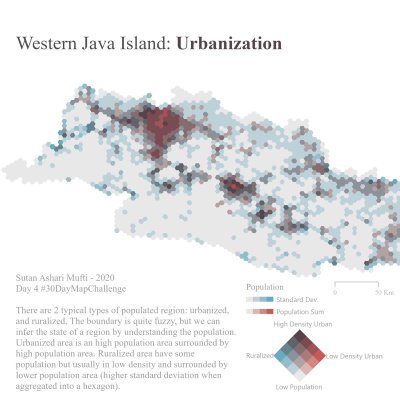 Western Java Island: Urbanization
Sutan Ashari Mufti - 2020
Day 4 #30DayMapChallenge
There are 2 typical types of populated region: urbanized,
and ruralized. The boundary is quite fuzzy, but we can
infer the state of a region by understanding the population.
Urbanized area is an high population area surrounded by
high population area. Ruralized area have some
population but usually in low density and surrounded by
lower population area (higher standard deviation when
aggregated into a hexagon).
Population
Standard Dev.
Population Sum
0 50 Km
High Density Urban
Ruralized
Low Density Urban
Low Population